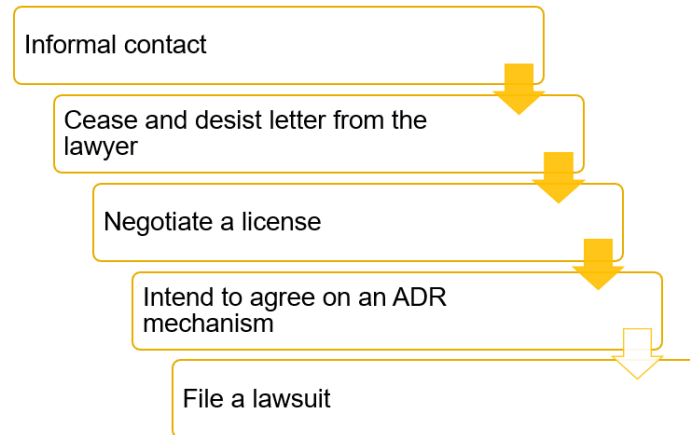 Informal contact
Cease and desist letter from the
lawyer
Negotiate a license
Intend to agree on an ADR
mechanism
File a lawsuit